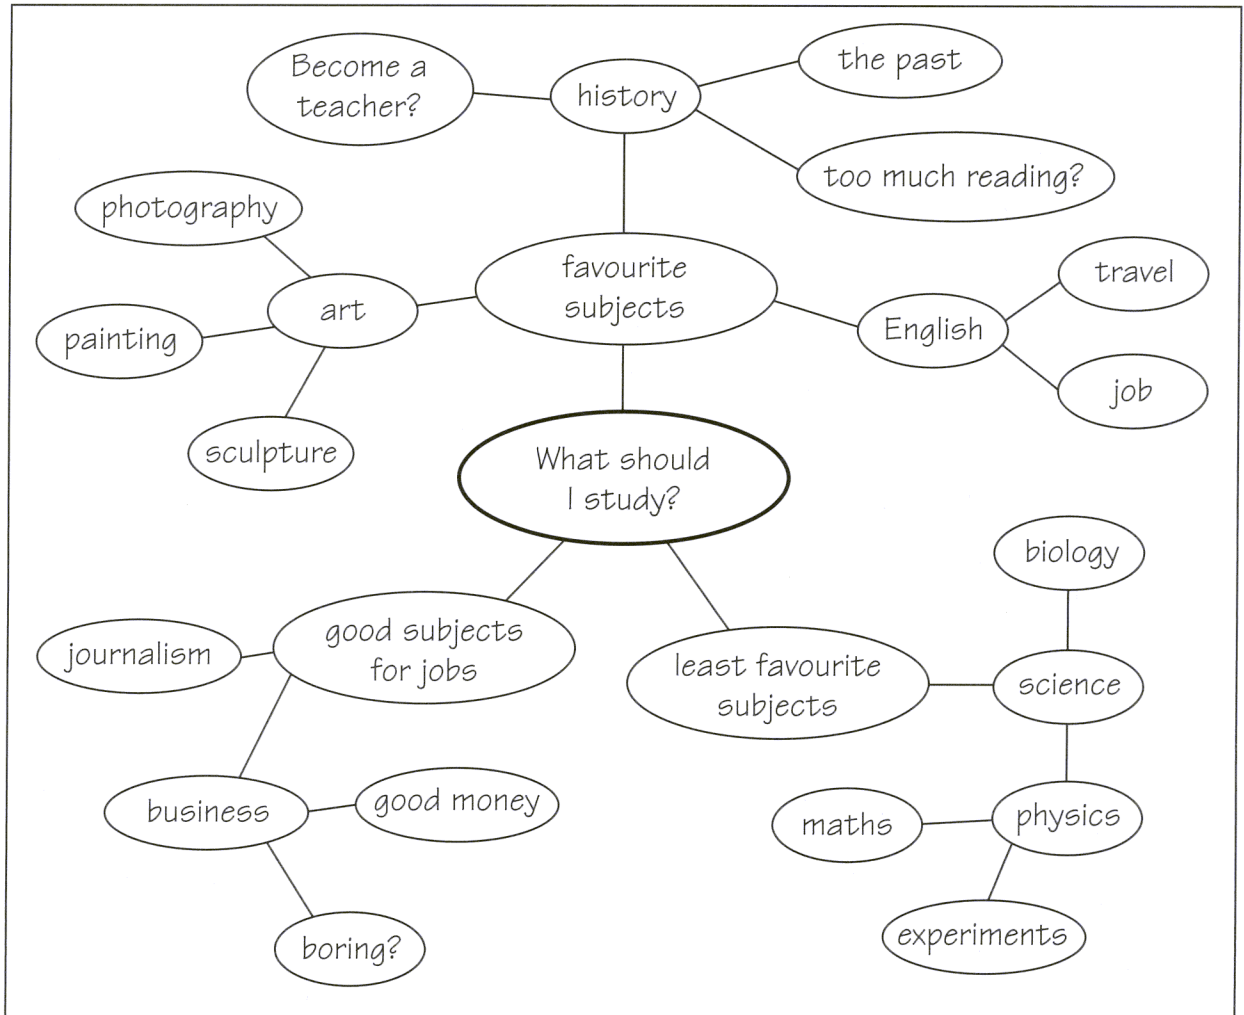 Become a
teacher?
history
the past
too much reading?
photography
favourite
subjects
travel
art
English
painting
job
sculpture
What should
I study?
biology
good subjects
for jobs
journalism
least favourite
subjects
science
business
good money
maths
physics
boring?
experiments